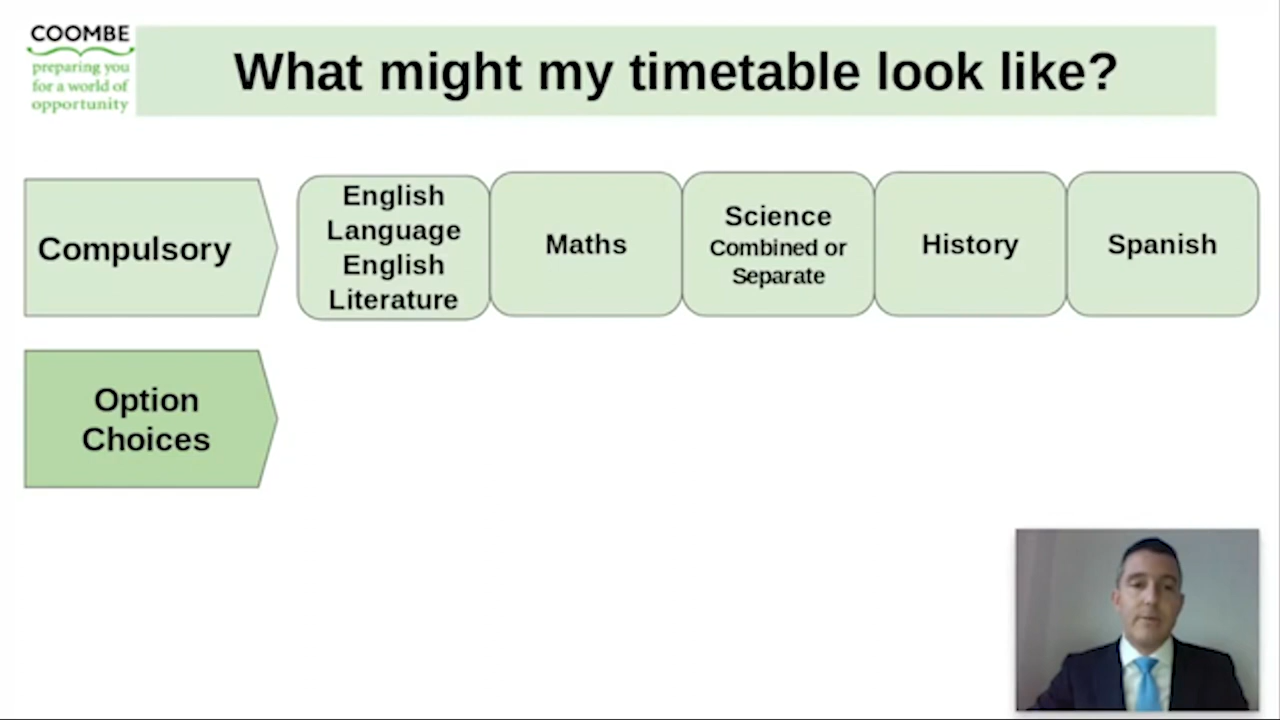 COOMBE
preparing you
for a world of
opportunity
What might my timetable look like?
Compulsory
English
Language
English
Literature
Maths
Science
Combined or
Separate
History
Spanish
Option
Choices